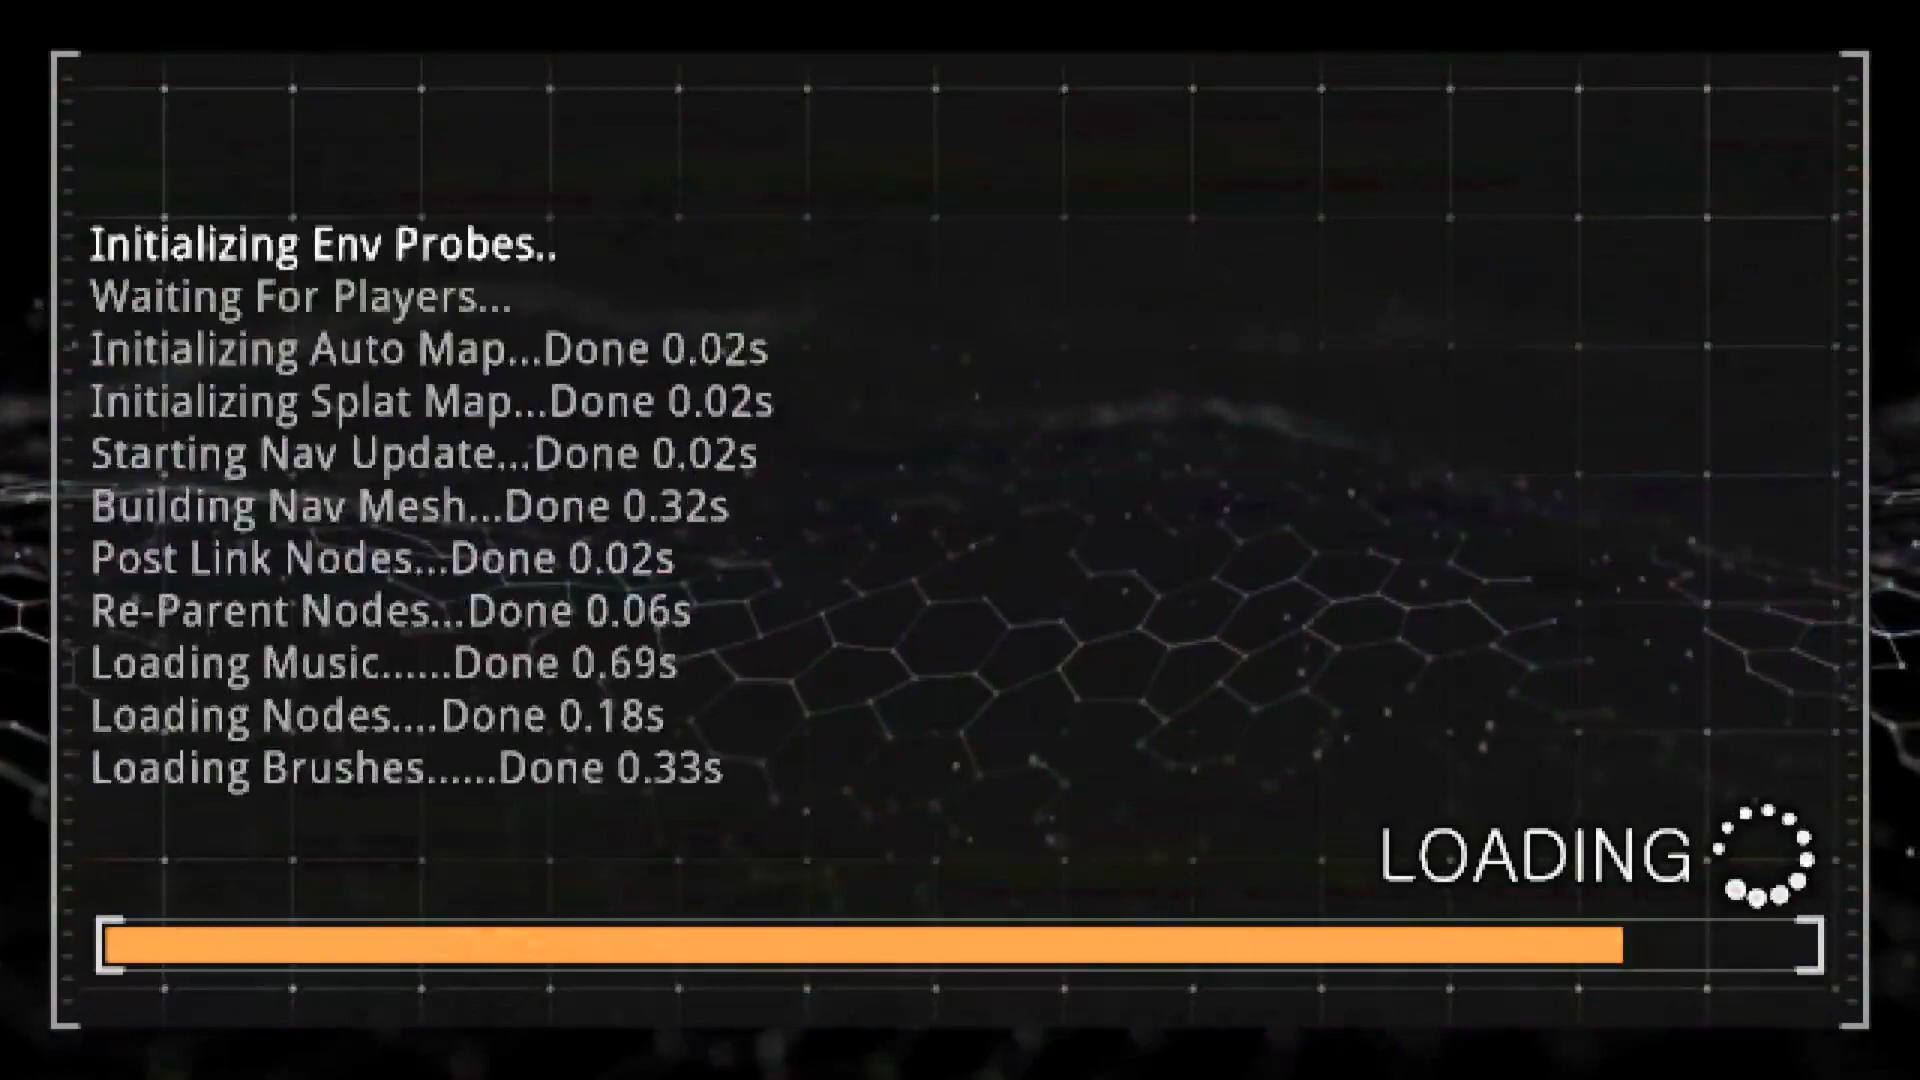 Initializing Env Probes..
Waiting For Players...
Initializing Auto Map...Done 0.02s
Initializing Splat Map...Done 0.02s
Starting Nav Update...Done 0.02s
Building Nav Mesh...Done 0.32s
Post Link Nodes...Done 0.02s
Re-Parent Nodes...Done 0.06s
Loading Music......Done 0.69s
Loading Nodes....Done 0.18s
Loading Brushes......Done 0.33s
LOADING